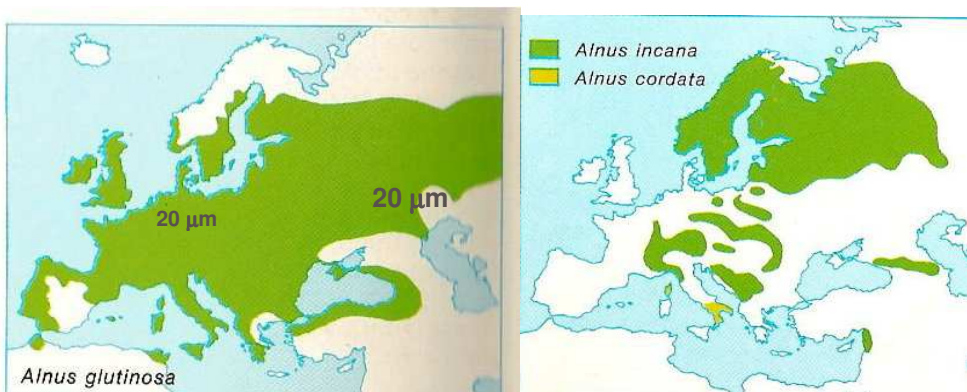 20 µm
20 µm
Alnus glutinosa
Alnus incana
Alnus cordata